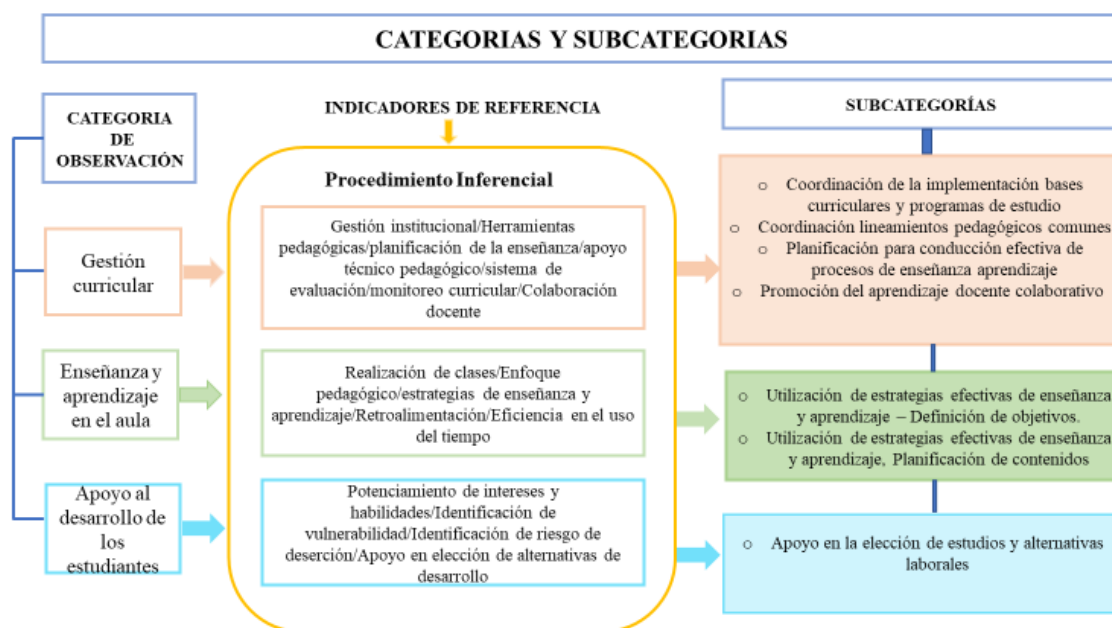 CATEGORIAS Y SUBCATEGORIAS
CATEGORIA
DE
OBSERVACIÓN
Gestión
curricular
Enseñanza y
aprendizaje
en el aula
Apoyo al
desarrollo de
los
estudiantes
INDICADORES DE REFERENCIA
Procedimiento Inferencial
Gestión institucional/Herramientas
pedagógicas/planificación de la enseñanza/apoyo
técnico pedagógico/sistema de
evaluación/monitoreo curricular/Colaboración
docente
Realización de clases/Enfoque
pedagógico/estrategias de enseñanza y
aprendizaje/Retroalimentación/Eficiencia en el uso
del tiempo
Potenciamiento de intereses y
habilidades/Identificación de
vulnerabilidad/Identificación de riesgo de
deserción/Apoyo en elección de alternativas de
desarrollo
SUBCATEGORÍAS
o Coordinación de la implementación bases
curriculares y programas de estudio
o Coordinación lineamientos pedagógicos comunes
o Planificación para conducción efectiva de
procesos de enseñanza aprendizaje
o Promoción del aprendizaje docente colaborativo
o Utilización de estrategias efectivas de enseñanza
y aprendizaje – Definición de objetivos.
o Utilización de estrategias efectivas de enseñanza
y aprendizaje, Planificación de contenidos
o Apoyo en la elección de estudios y alternativas
laborales